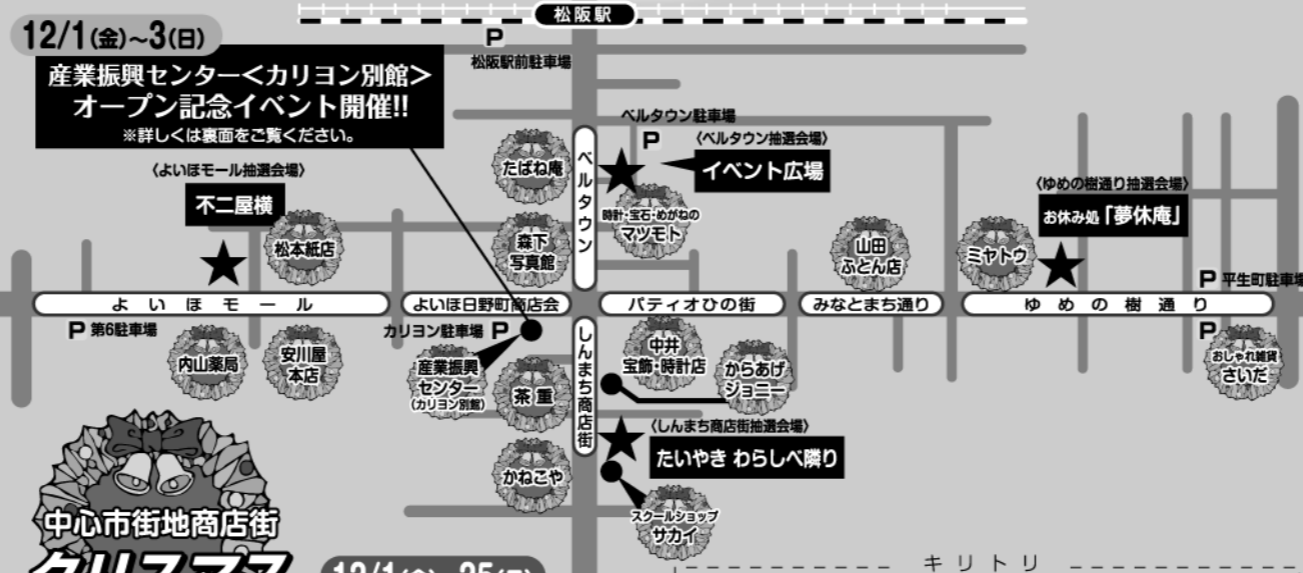 松阪駅
12/1(金)～3(日)
産業振興センター＜カリヨン別館＞
オープン記念イベント開催!!
※詳しくは裏面をご覧ください。
P
松阪駅前駐車場
ベルタウン駐車場
P
〈ベルタウン抽選会場〉
イベント広場
ベルタウン
たばね庵
時計・宝石・めがねの
マツモト
森下
写真館
〈よいほモール抽選会場〉
不二屋横
松本紙店
山田
ふとん店
ミヤトウ
〈ゆめの樹通り抽選会場〉
お休み処「夢休庵」
P 平生町駐車場
よいほモール
よいほ日野町商店会
パティオひの街
みなとまち通り
ゆめの樹通り
P 第6駐車場
内山薬局
安川屋
本店
カリヨン駐車場 P
産業振興
センター
(カリヨン別館)
茶重
かねこや
しんまち商店街
中井
宝飾・時計店
からあげ
ジョニー
P
おしゃれ雑貨
さいだ
〈しんまち商店街抽選会場〉
たいやき わらしべ隣り
スクールショップ
サカイ
中心市街地商店街
クリスマス
12/1(金)～25(月)
キリトリ